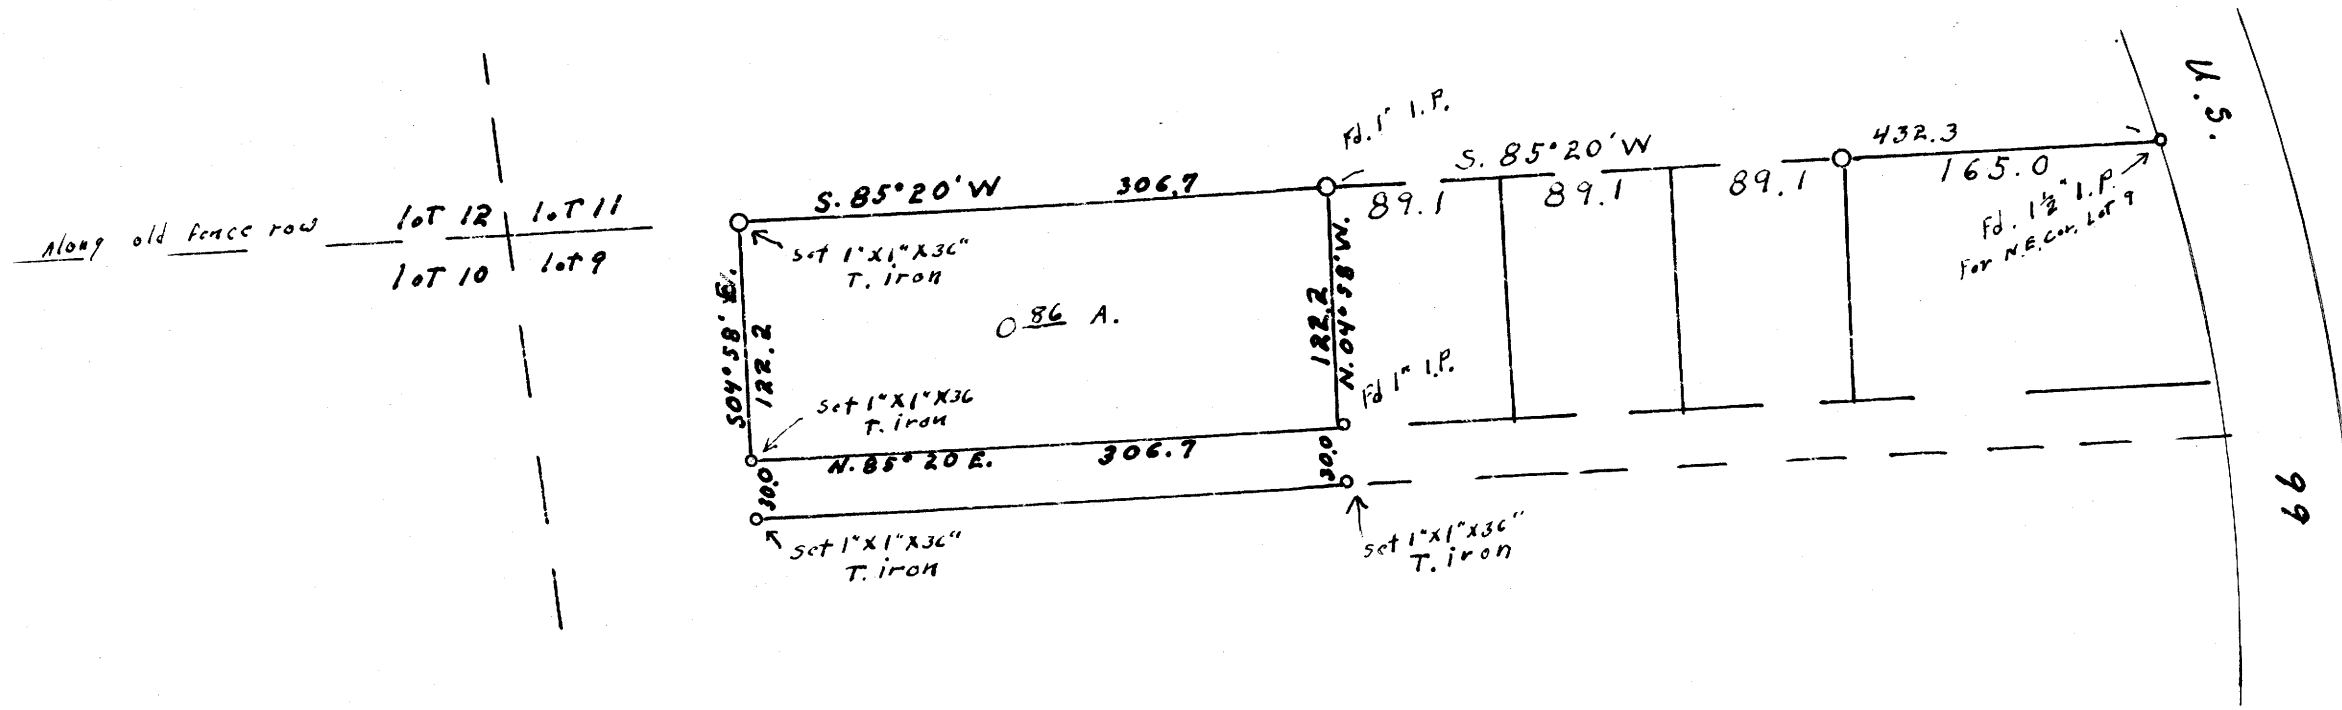 U.S.
99
Fd. 1" I.P.
S. 85°20'W
432.3
165.0
89.1
89.1
89.1
Fd. 1½" I.P.
For N.E. Cor. Lot 9
S. 85°20'W 306.7
Along old fence row
loT 12
loT 11
loT 10
loT 9
Set 1"X1"X36"
T. iron
S04°58'E.
122.2
O 86 A.
122.2
N.04°58'W.
Fd 1" I.P.
Set 1"X1"X36
T. iron
N. 85° 20 E. 306.7
30.0
30.0
Set 1"X1"X36"
T. iron
Set 1"X1"X36"
T. iron